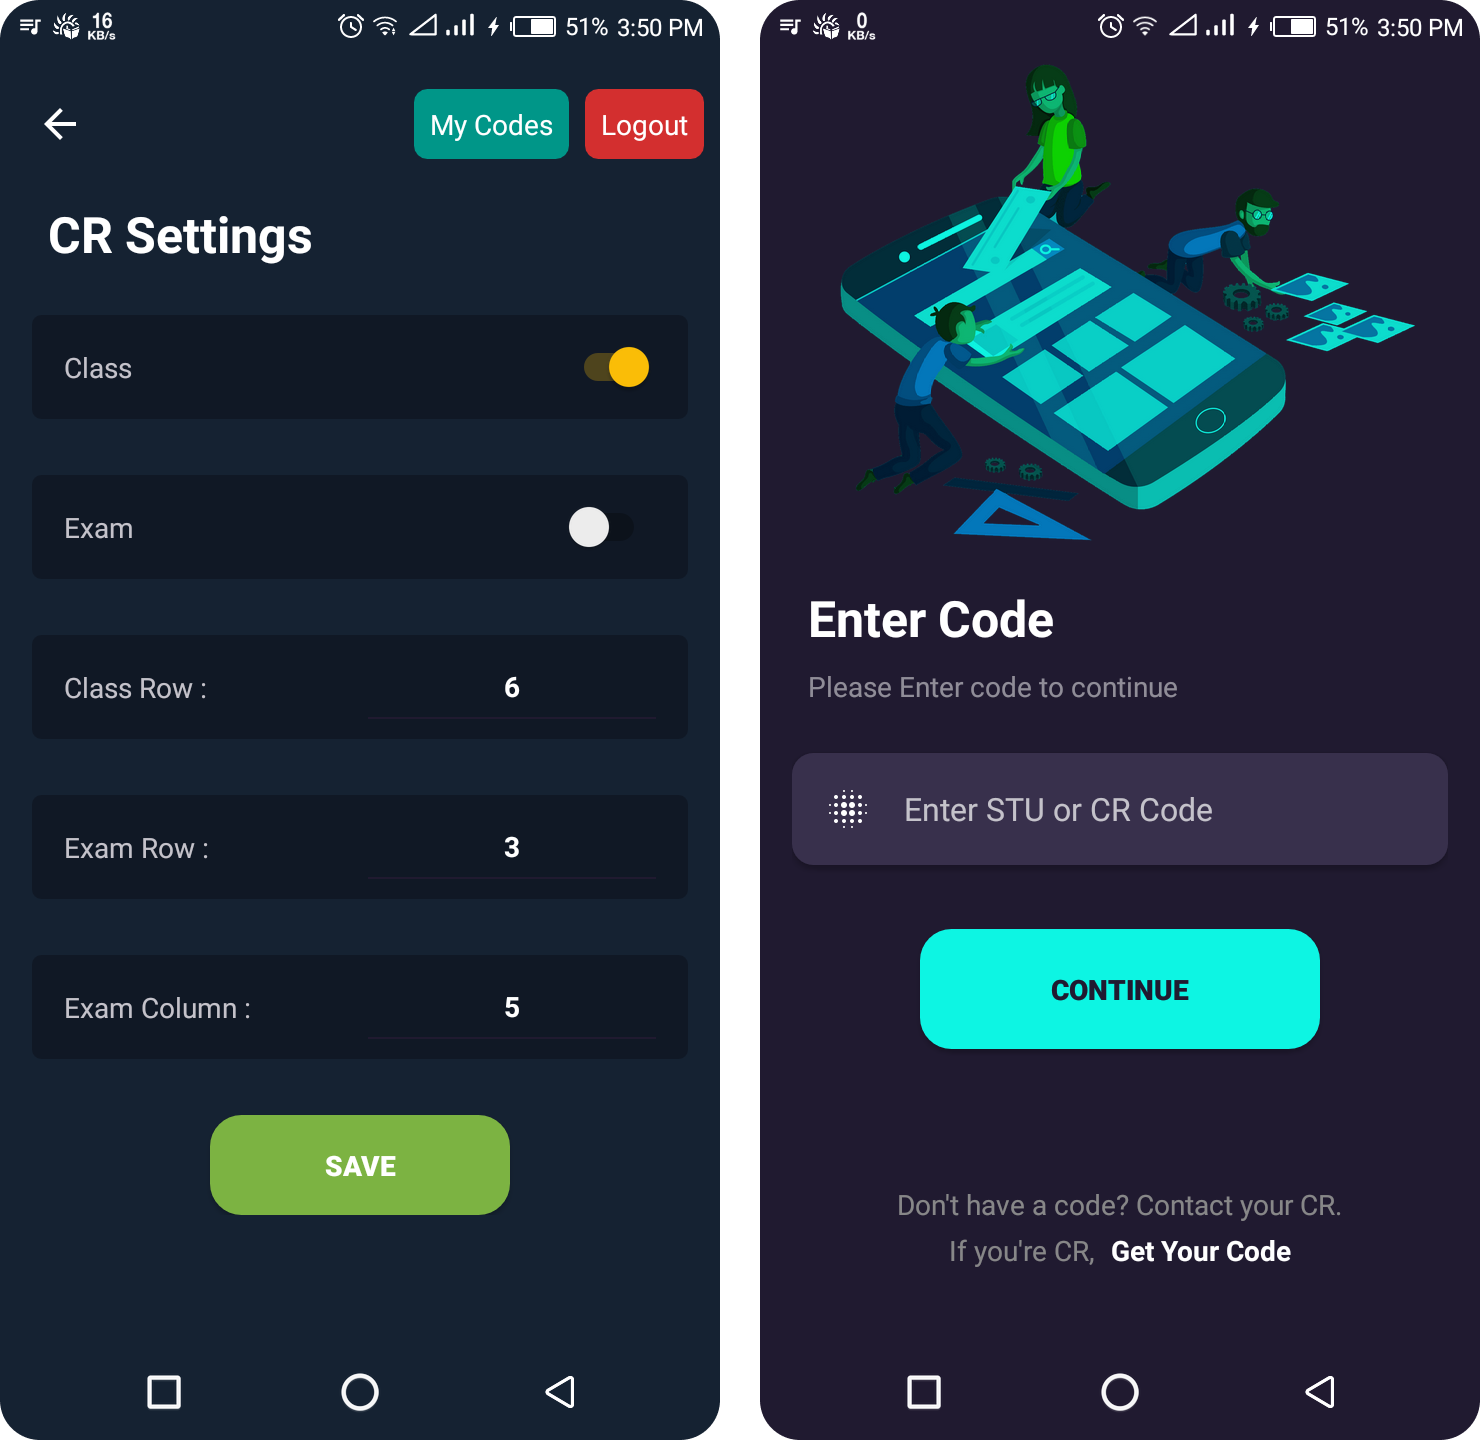 16
KB/s
51% 3:50 PM
My Codes
Logout
CR Settings
Class
Exam
Class Row :
6
Exam Row :
3
Exam Column :
5
SAVE
0
KB/s
51% 3:50 PM
Enter Code
Please Enter code to continue
Enter STU or CR Code
CONTINUE
Don't have a code? Contact your CR.
If you're CR, Get Your Code